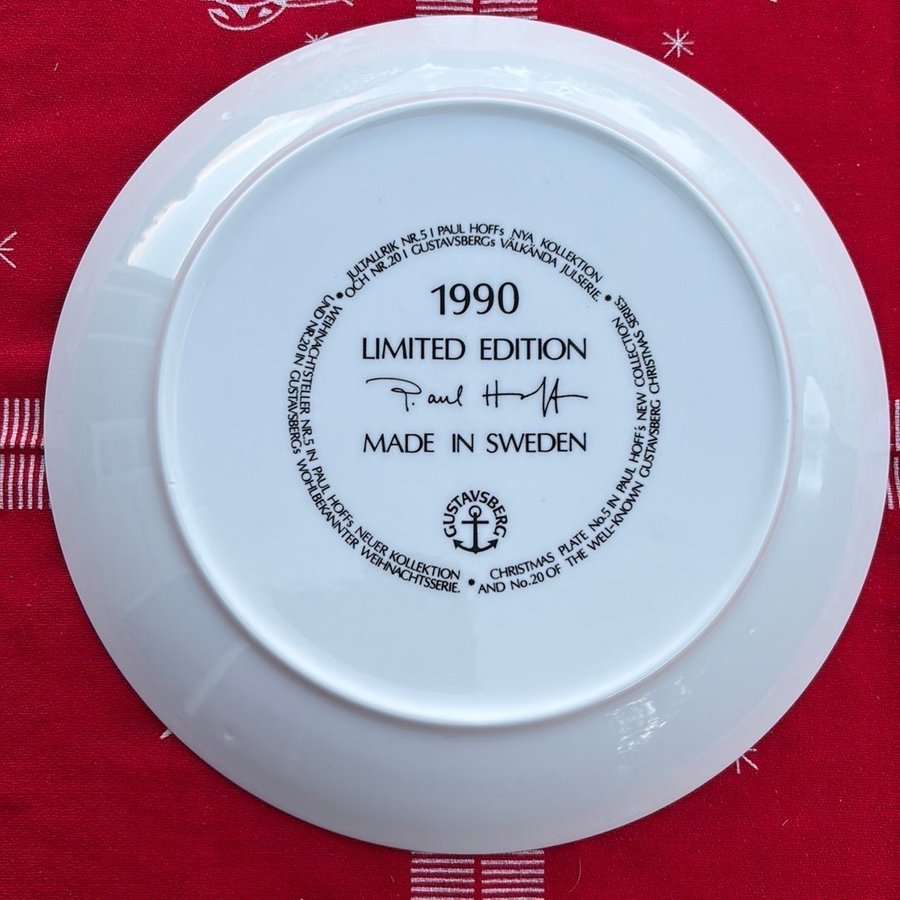 JULTALLRIK NR.5 I PAUL HOFFs NYA KOLLEKTION
OCH NR.20 I GUSTAVSBERGs VÄLKÄNDA JULSERIE
1990
LIMITED EDITION
Paul Hoff
MADE IN SWEDEN
GUSTAVSBERG
CHRISTMAS PLATE No.5 IN PAUL HOFF's NEW COLLECTION
AND No.20 OF THE WELL-KNOWN GUSTAVSBERG CHRISTMAS SERIES
WEIHNACHTSTELLER NR.5 IN PAUL HOFFs NEUER KOLLEKTION
UND NR.20 IN GUSTAVSBERGs WOHLBEKANNTER WEIHNACHTSSERIE.